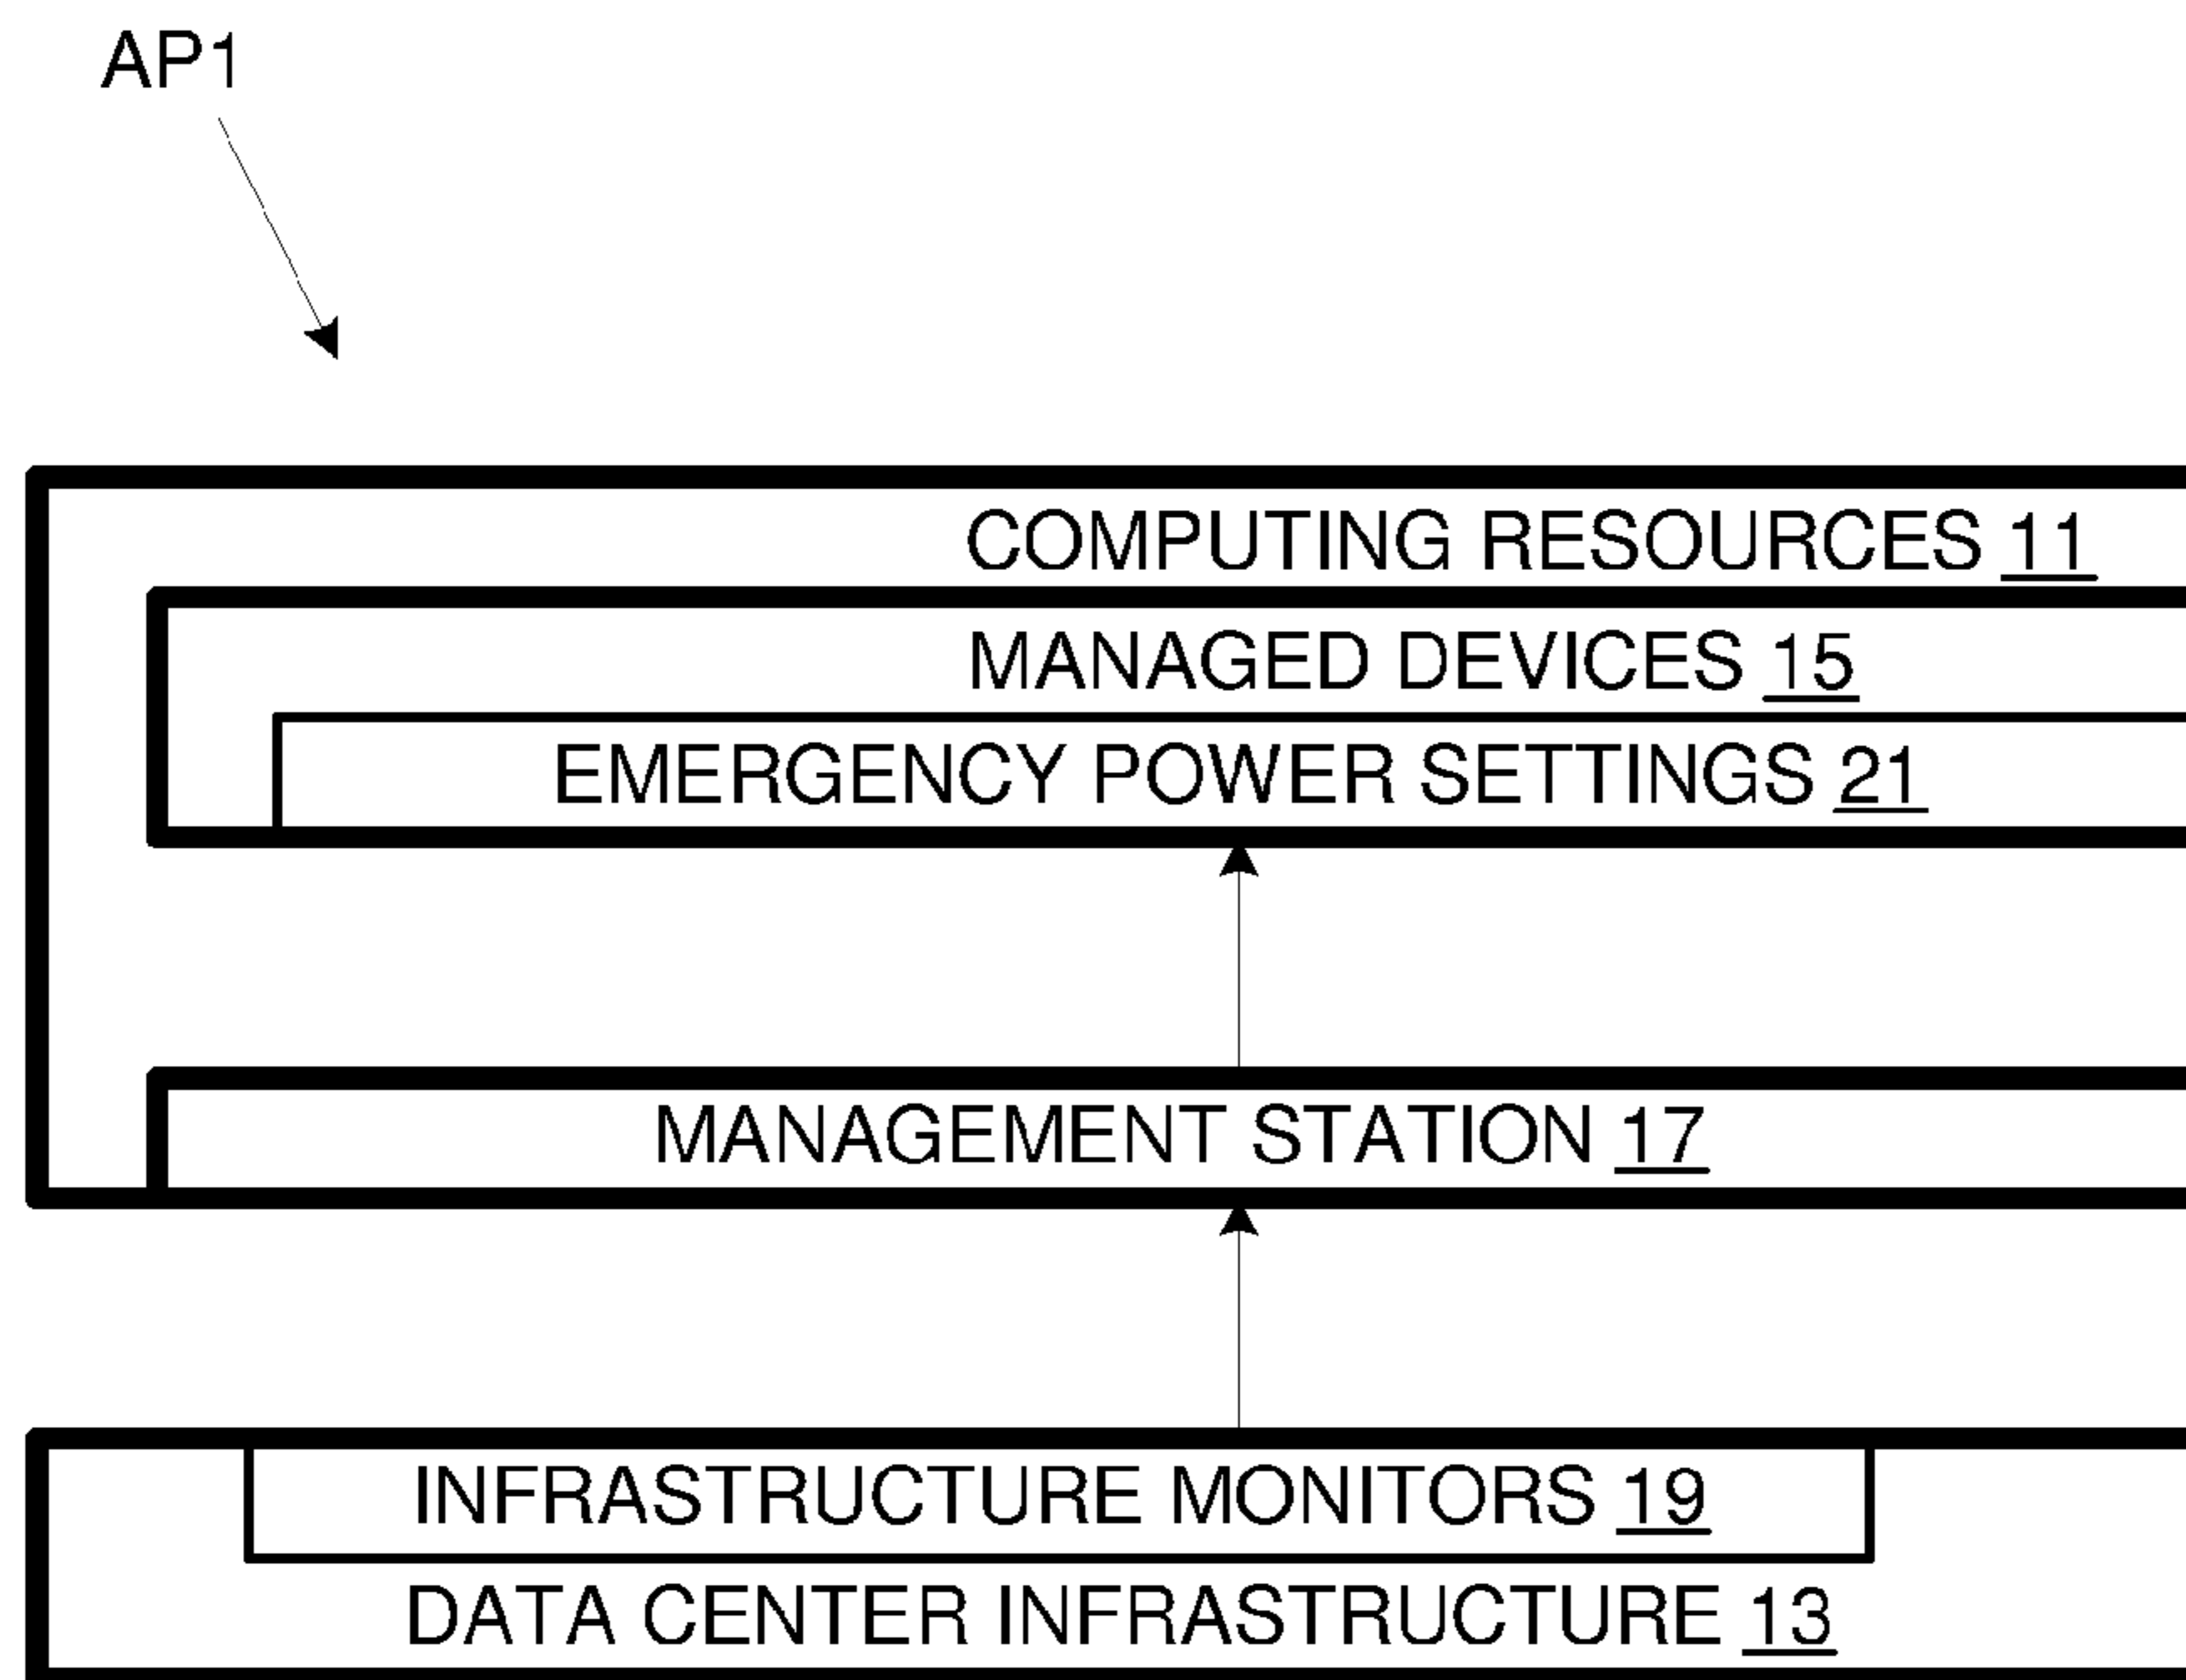 AP1
COMPUTING RESOURCES 11
MANAGED DEVICES 15
EMERGENCY POWER SETTINGS 21
MANAGEMENT STATION 17
INFRASTRUCTURE MONITORS 19
DATA CENTER INFRASTRUCTURE 13